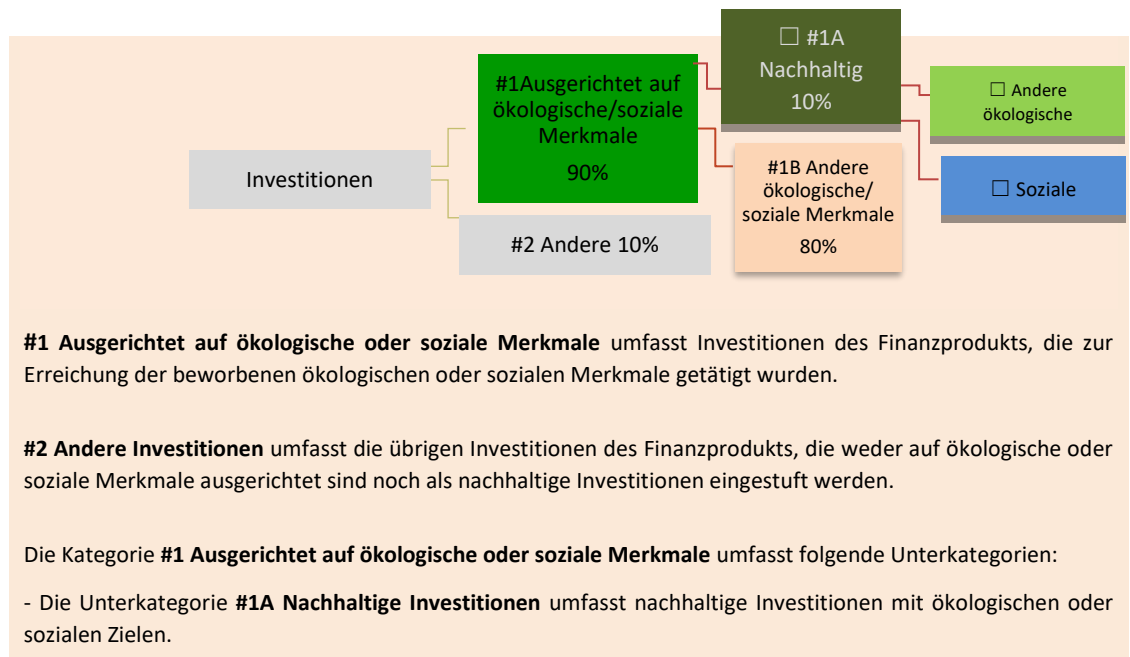 ☐ #1A
Nachhaltig
10%
#1Ausgerichtet auf
ökologische/soziale
Merkmale
90%
☐ Andere
ökologische
Investitionen
#1B Andere
ökologische/
soziale Merkmale
80%
☐ Soziale
#2 Andere 10%
#1 Ausgerichtet auf ökologische oder soziale Merkmale umfasst Investitionen des Finanzprodukts, die zur
Erreichung der beworbenen ökologischen oder sozialen Merkmale getätigt wurden.
#2 Andere Investitionen umfasst die übrigen Investitionen des Finanzprodukts, die weder auf ökologische oder
soziale Merkmale ausgerichtet sind noch als nachhaltige Investitionen eingestuft werden.
Die Kategorie #1 Ausgerichtet auf ökologische oder soziale Merkmale umfasst folgende Unterkategorien:
- Die Unterkategorie #1A Nachhaltige Investitionen umfasst nachhaltige Investitionen mit ökologischen oder
sozialen Zielen.